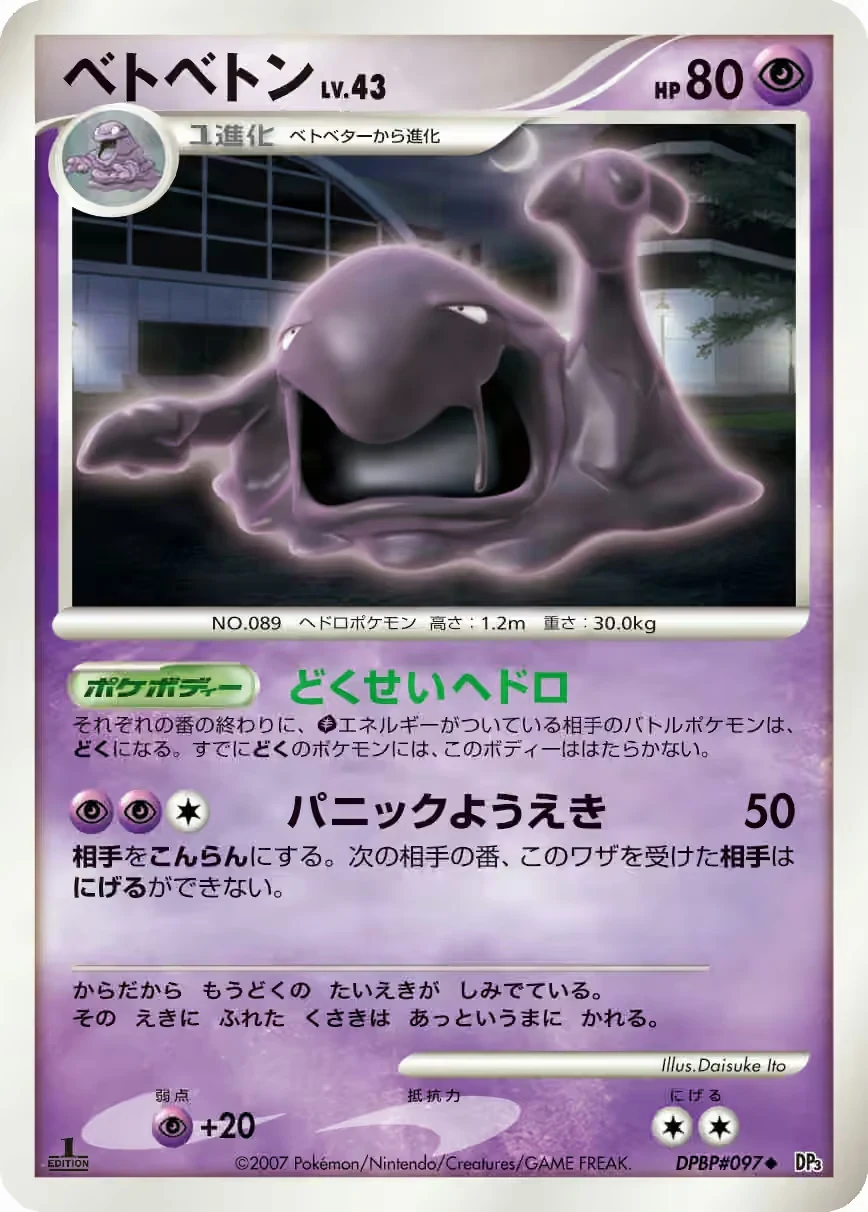 ベトベトン LV.43 HP 80
1進化 ベトベターから進化
NO.089 ヘドロポケモン 高さ：1.2m 重さ：30.0kg
ポケボディー どくせいヘドロ
それぞれの番の終わりに、エネルギーがついている相手のバトルポケモンは、
どくになる。すでにどくのポケモンには、このボディーははたらかない。
パニックようえき 50
相手をこんらんにする。次の相手の番、このワザを受けた相手は
にげるができない。
からだから もうどくの たいえきが しみでている。
その えきに ふれた くさきは あっというまに かれる。
Illus.Daisuke Ito
弱点 抵抗力 にげる
+20
1 EDITION ©2007 Pokémon/Nintendo/Creatures/GAME FREAK. DPBP#097◆ DP3